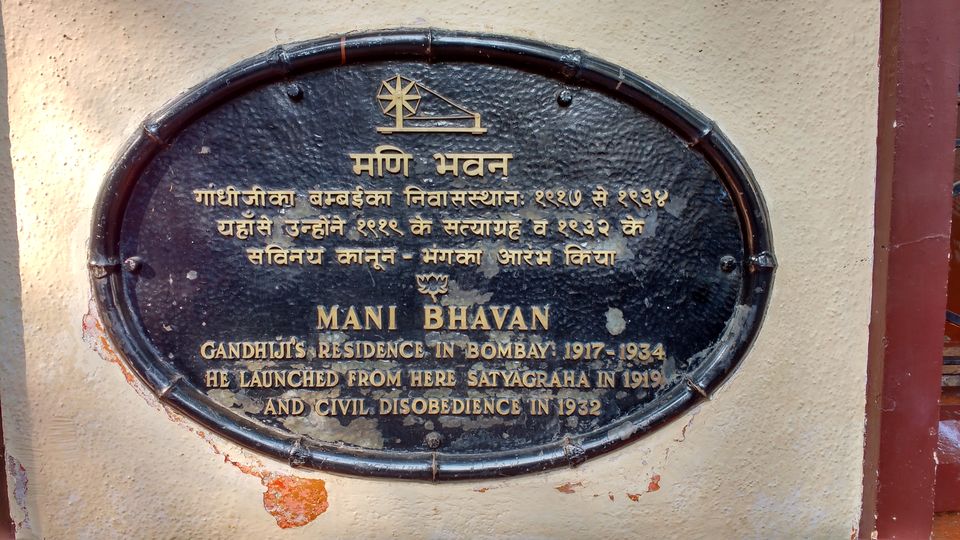 मणि भवन
गांधीजीका बम्बईका निवासस्थान: १९१७ से १९३४
यहाँसे उन्होंने १९१९ के सत्याग्रह व १९३२ के
सविनय कानून - भंगका आरंभ किया
MANI BHAVAN
GANDHIJI'S RESIDENCE IN BOMBAY: 1917-1934
HE LAUNCHED FROM HERE SATYAGRAHA IN 1919
AND CIVIL DISOBEDIENCE IN 1932